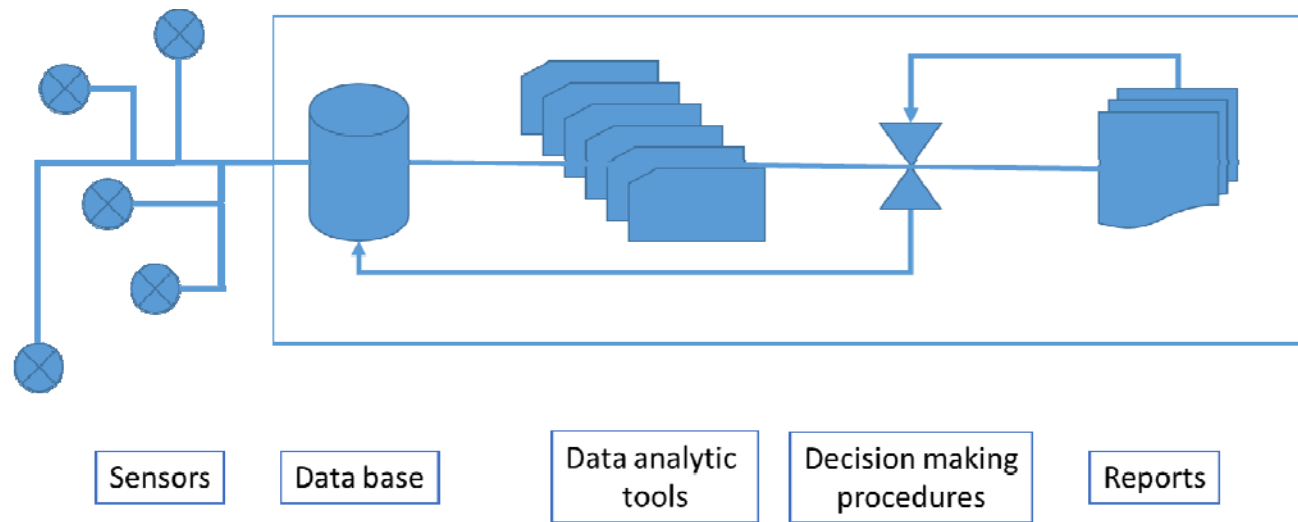 Sensors
Data base
Data analytic
tools
Decision making
procedures
Reports